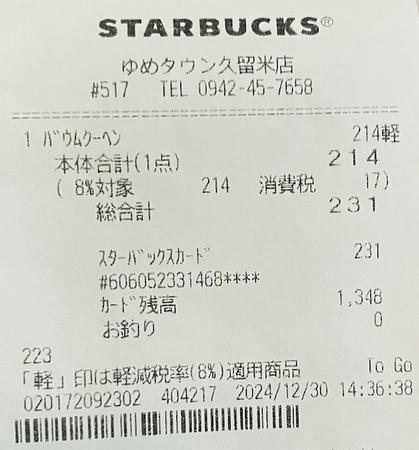 STARBUCKS®
ゆめタウン久留米店
#517 TEL 0942-45-7658
1 バウムクーヘン 214軽
本体合計(1点) 214
( 8%対象 214 消費税 17)
総合計 231
スターバックスカード 231
#606052331468****
カード残高 1,348
お釣り 0
223
「軽」印は軽減税率(8%)適用商品 To Go
020172092302 404217 2024/12/30 14:36:38